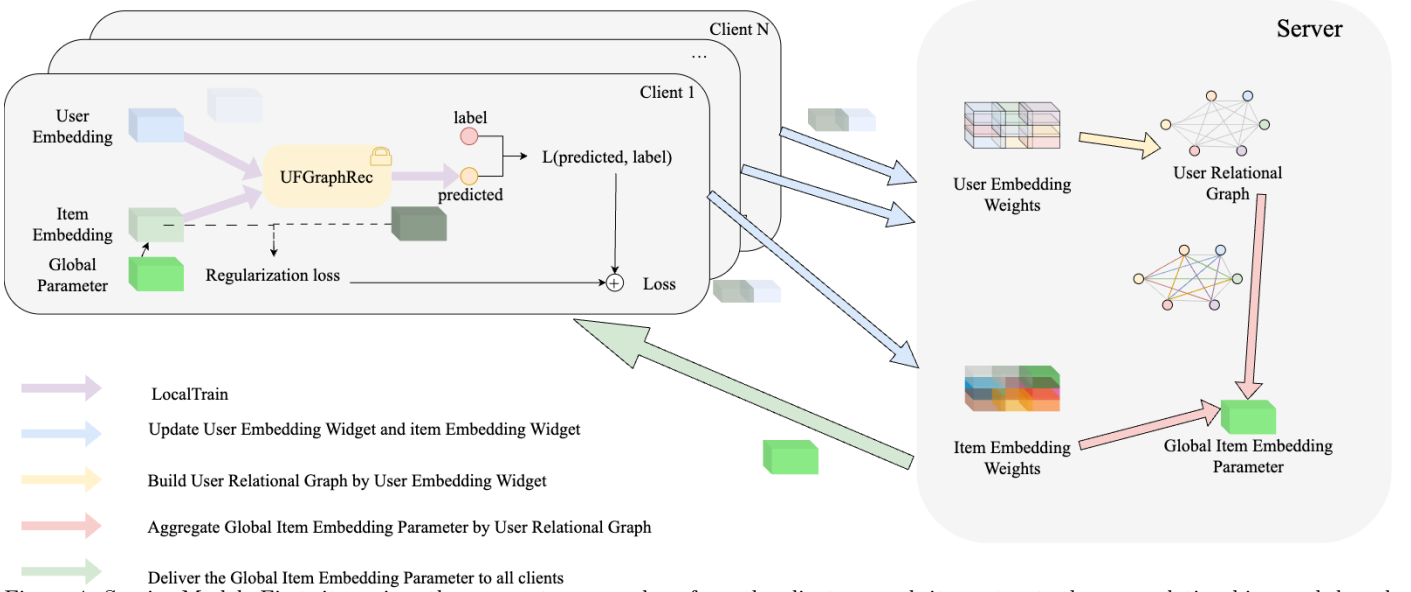 Client N
...
Client 1
User
Embedding
label
L(predicted, label)
UFGraphRec
predicted
Item
Embedding
Global
Parameter
Regularization loss
Loss
Server
User Embedding
Weights
User Relational
Graph
Item Embedding
Weights
Global Item Embedding
Parameter
LocalTrain
Update User Embedding Widget and item Embedding Widget
Build User Relational Graph by User Embedding Widget
Aggregate Global Item Embedding Parameter by User Relational Graph
Deliver the Global Item Embedding Parameter to all clients